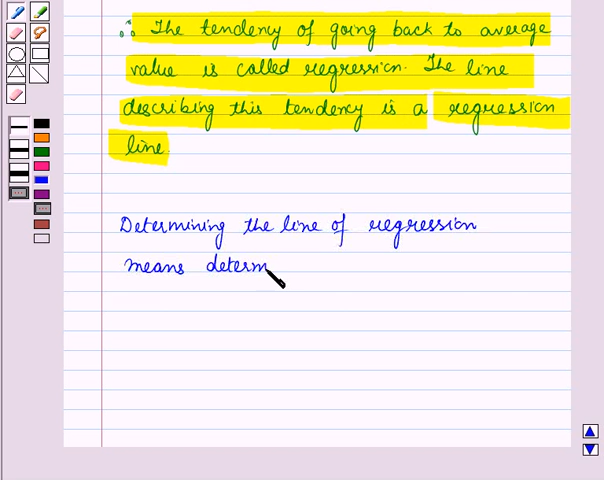 ∴ The tendency of going back to average
value is called regression. The line
describing this tendency is a regression
line.
Determining the line of regression
means determ